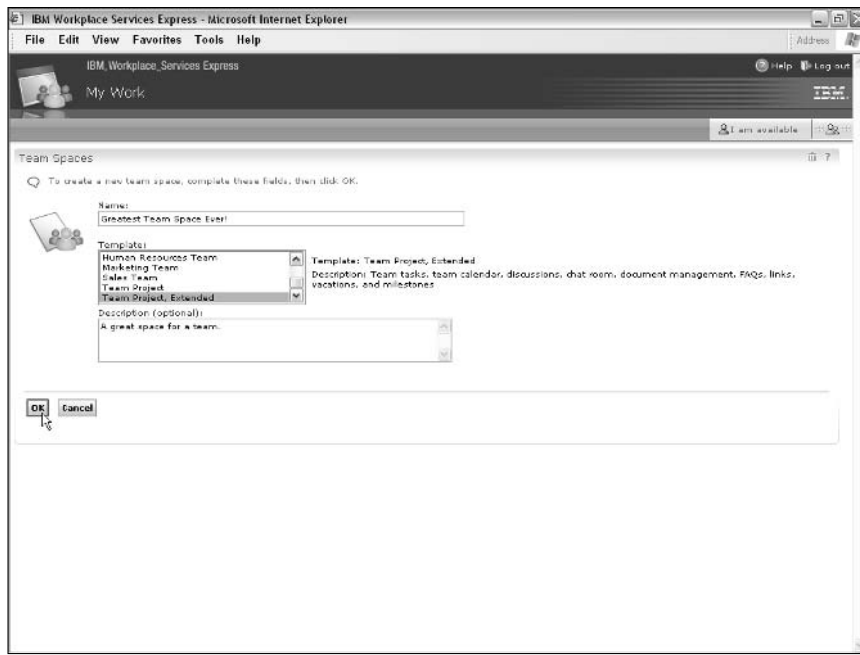 IBM Workplace Services Express - Microsoft Internet Explorer
File Edit View Favorites Tools Help
Address
IBM, Workplace_Services Express
Help Log out
My Work
IBM.
I am available
Team Spaces
?
To create a new team space, complete these fields, then click OK.
Name:
Greatest Team Space Ever!
Template:
Human Resources Team
Marketing Team
Sales Team
Team Project
Team Project, Extended
Template: Team Project, Extended
Description: Team tasks, team calendar, discussions, chat room, document management, FAQs, links,
vacations, and milestones
Description (optional):
A great space for a team.
OK Cancel